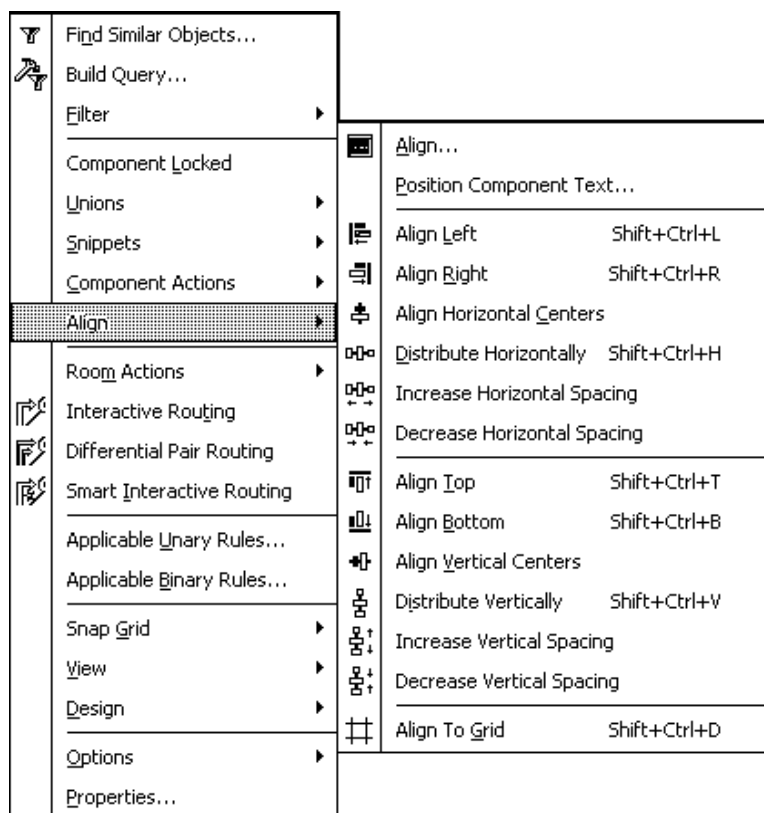 Find Similar Objects...
Build Query...
Filter
Component Locked
Unions
Snippets
Component Actions
Align
Room Actions
Interactive Routing
Differential Pair Routing
Smart Interactive Routing
Applicable Unary Rules...
Applicable Binary Rules...
Snap Grid
View
Design
Options
Properties...
Align...
Position Component Text...
Align Left Shift+Ctrl+L
Align Right Shift+Ctrl+R
Align Horizontal Centers
Distribute Horizontally Shift+Ctrl+H
Increase Horizontal Spacing
Decrease Horizontal Spacing
Align Top Shift+Ctrl+T
Align Bottom Shift+Ctrl+B
Align Vertical Centers
Distribute Vertically Shift+Ctrl+V
Increase Vertical Spacing
Decrease Vertical Spacing
Align To Grid Shift+Ctrl+D